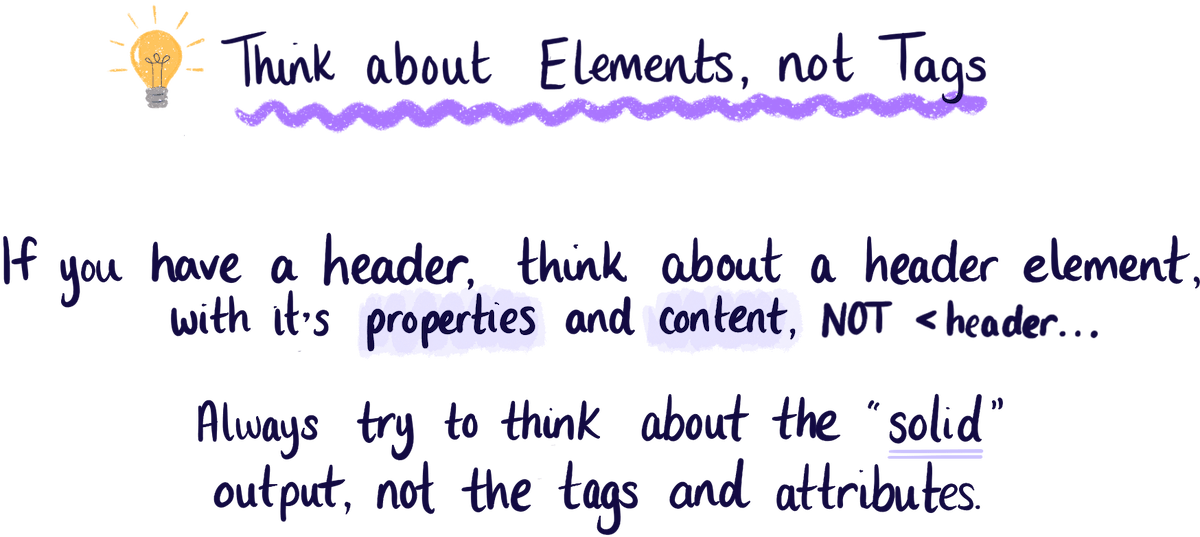 Think about Elements, not Tags
If you have a header, think about a header element,
with it's properties and content, NOT <header...
Always try to think about the "solid"
output, not the tags and attributes.